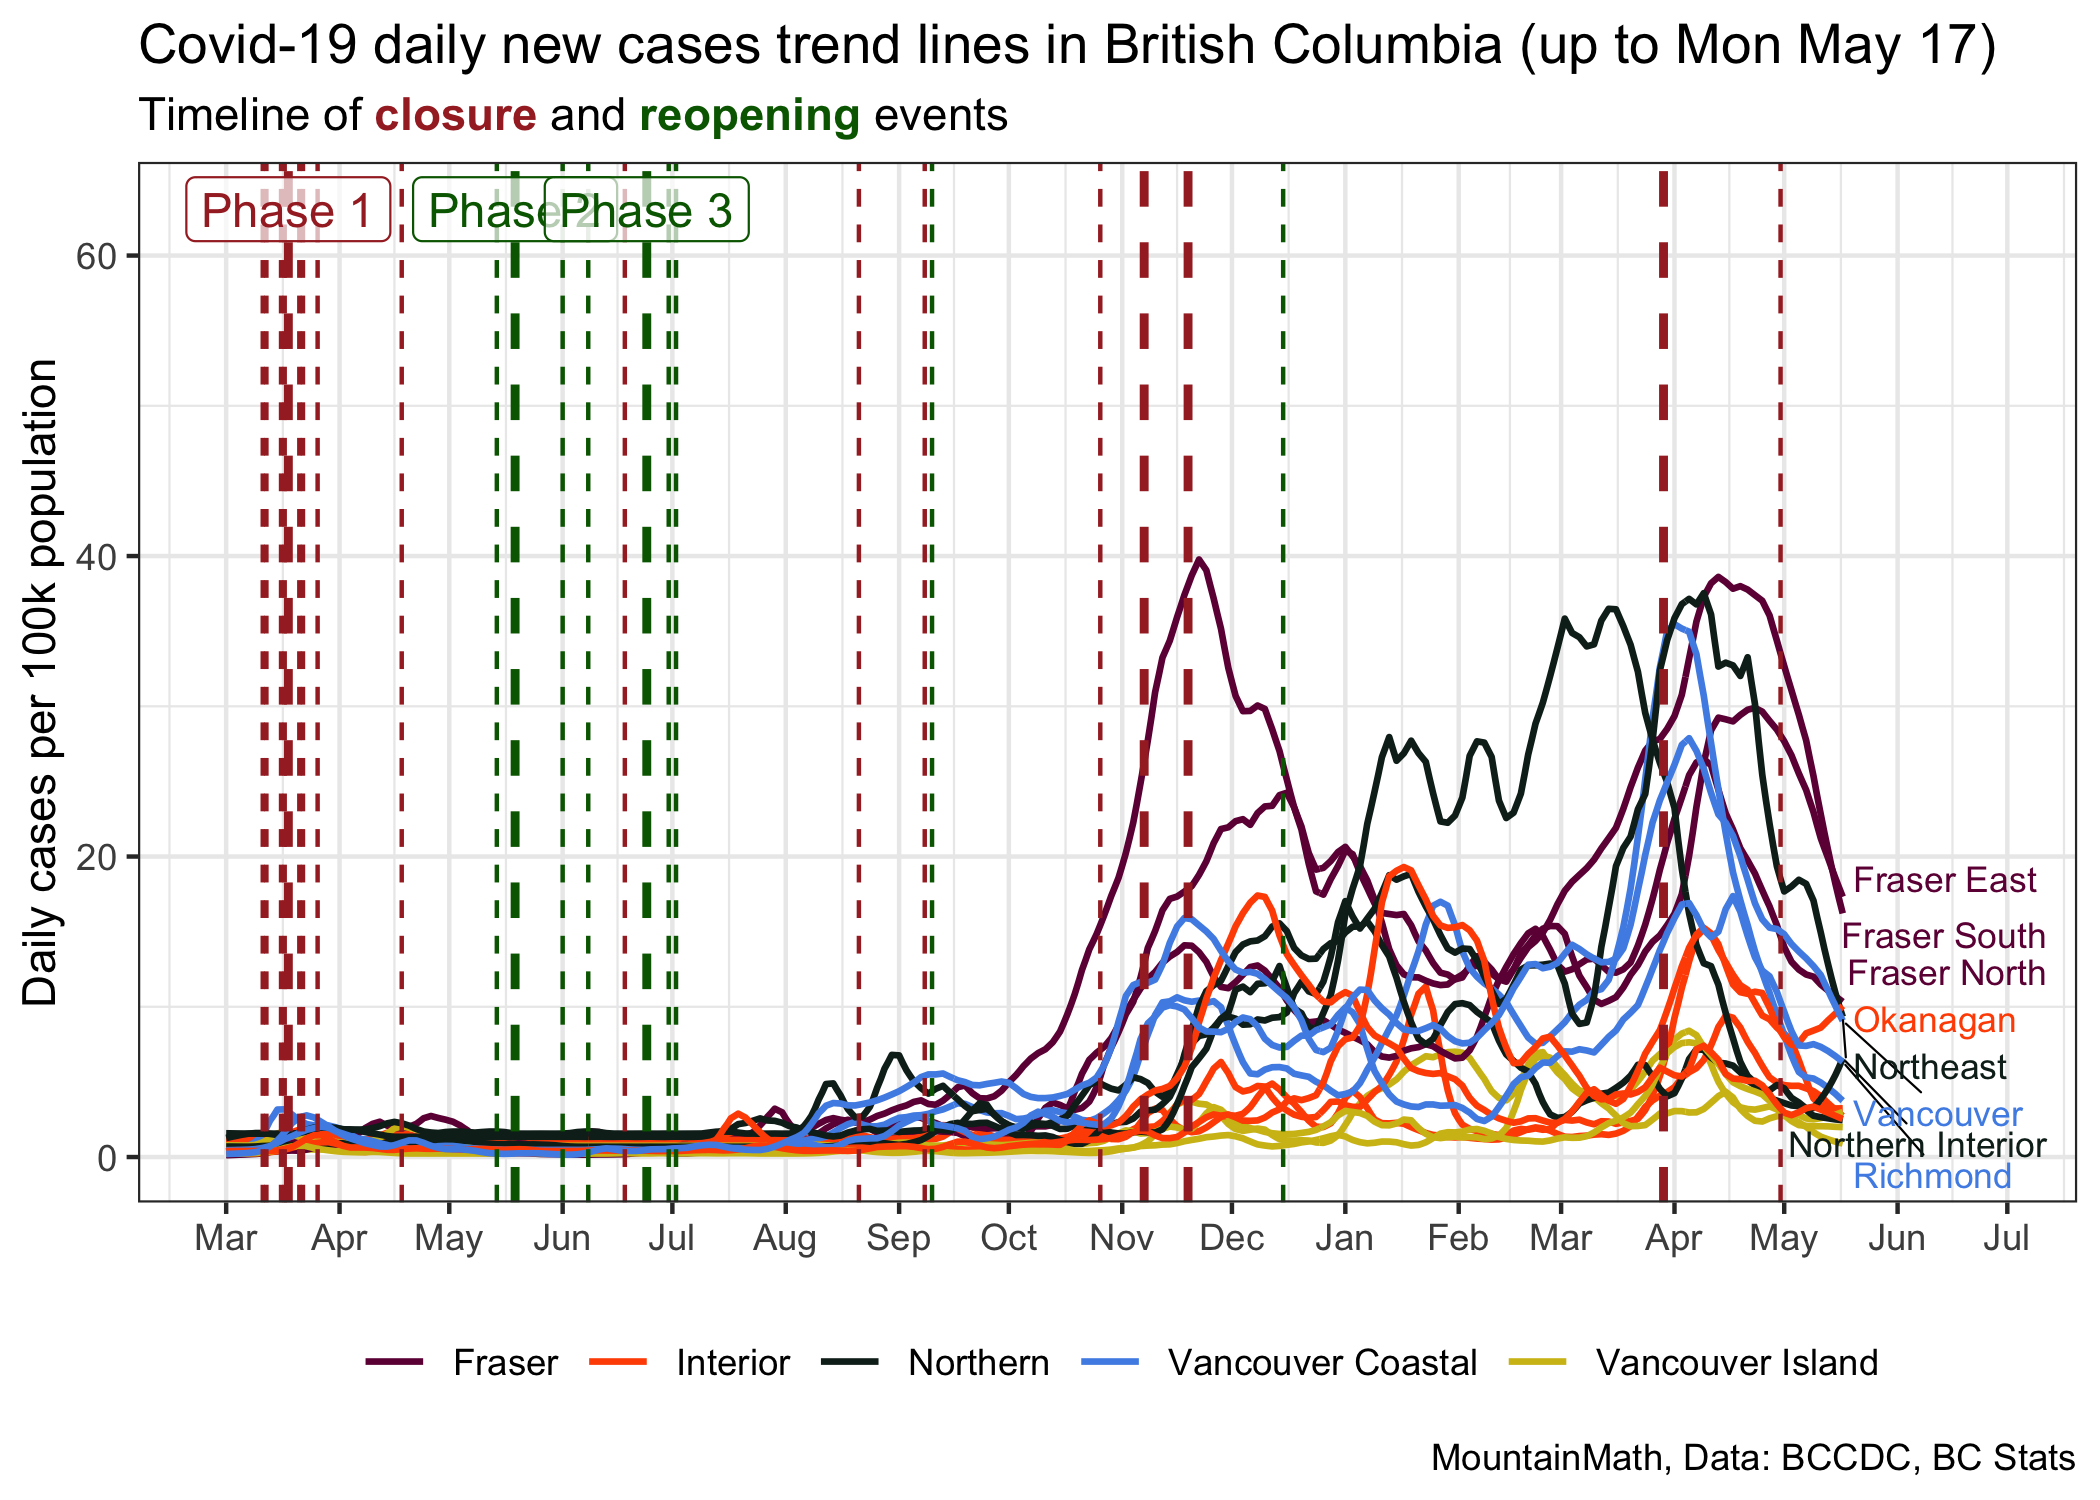 Covid-19 daily new cases trend lines in British Columbia (up to Mon May 17)
Timeline of closure and reopening events
Phase 1
Phase 2
Phase 3
Daily cases per 100k population
60
40
20
0
Fraser East
Fraser South
Fraser North
Okanagan
Northeast
Vancouver
Northern Interior
Richmond
Mar Apr May Jun Jul Aug Sep Oct Nov Dec Jan Feb Mar Apr May Jun Jul
Fraser Interior Northern Vancouver Coastal Vancouver Island
MountainMath, Data: BCCDC, BC Stats